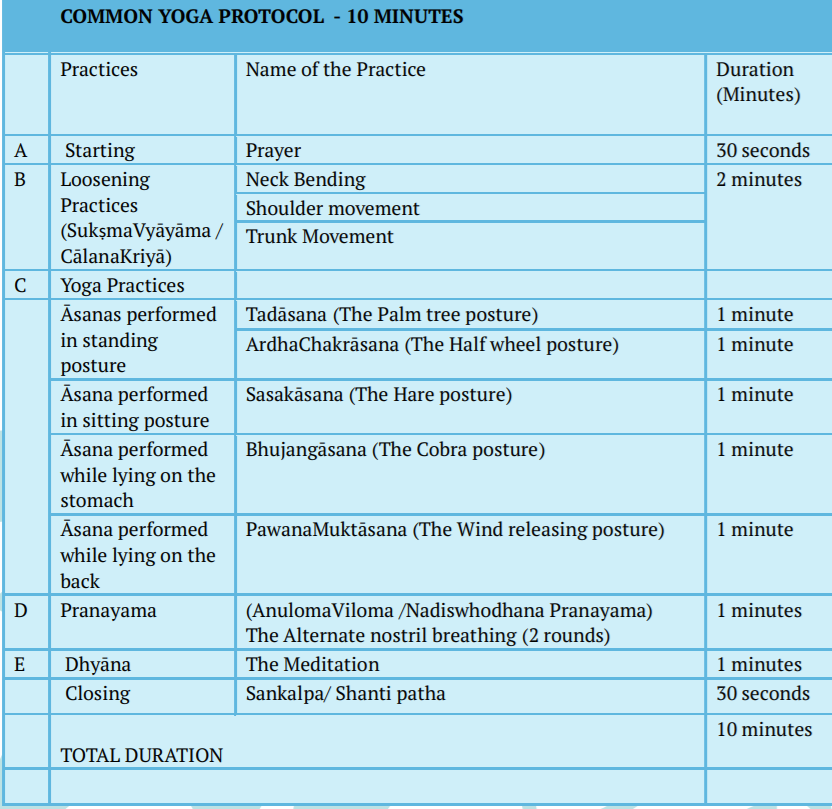 COMMON YOGA PROTOCOL - 10 MINUTES
Practices Name of the Practice Duration
(Minutes)
A Starting Prayer 30 seconds
B Loosening Neck Bending 2 minutes
Practices Shoulder movement
(SukṣmaVyāyāma / Trunk Movement
CālanaKriyā)
C Yoga Practices
Āsanas performed Tadāsana (The Palm tree posture) 1 minute
in standing ArdhaChakrāsana (The Half wheel posture) 1 minute
posture
Āsana performed Sasakāsana (The Hare posture) 1 minute
in sitting posture
Āsana performed Bhujangāsana (The Cobra posture) 1 minute
while lying on the
stomach
Āsana performed PawanaMuktāsana (The Wind releasing posture) 1 minute
while lying on the
back
D Pranayama (AnulomaViloma /Nadiswhodhana Pranayama) 1 minutes
The Alternate nostril breathing (2 rounds)
E Dhyāna The Meditation 1 minutes
Closing Sankalpa/ Shanti patha 30 seconds
10 minutes
TOTAL DURATION